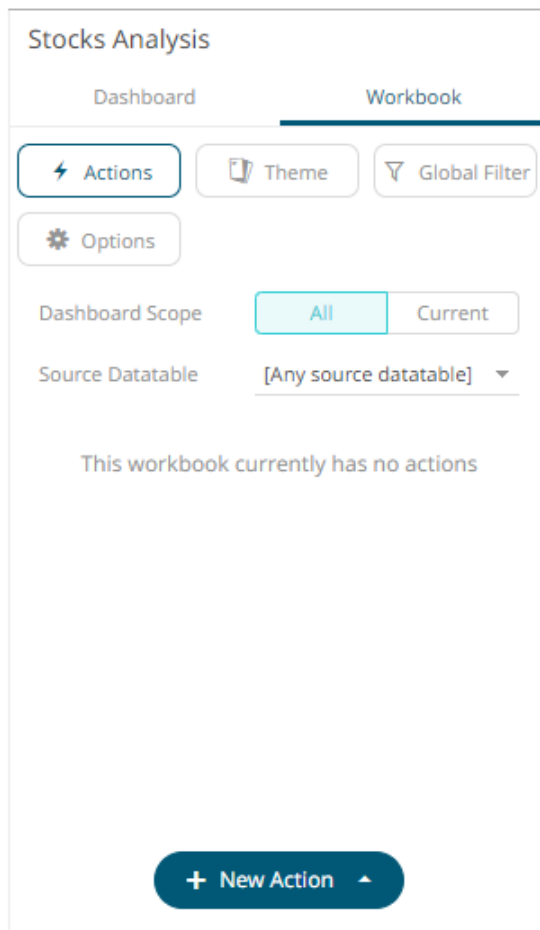 Stocks Analysis
Dashboard Workbook
Actions Theme Global Filter
Options
Dashboard Scope All Current
Source Datatable [Any source datatable]
This workbook currently has no actions
+ New Action